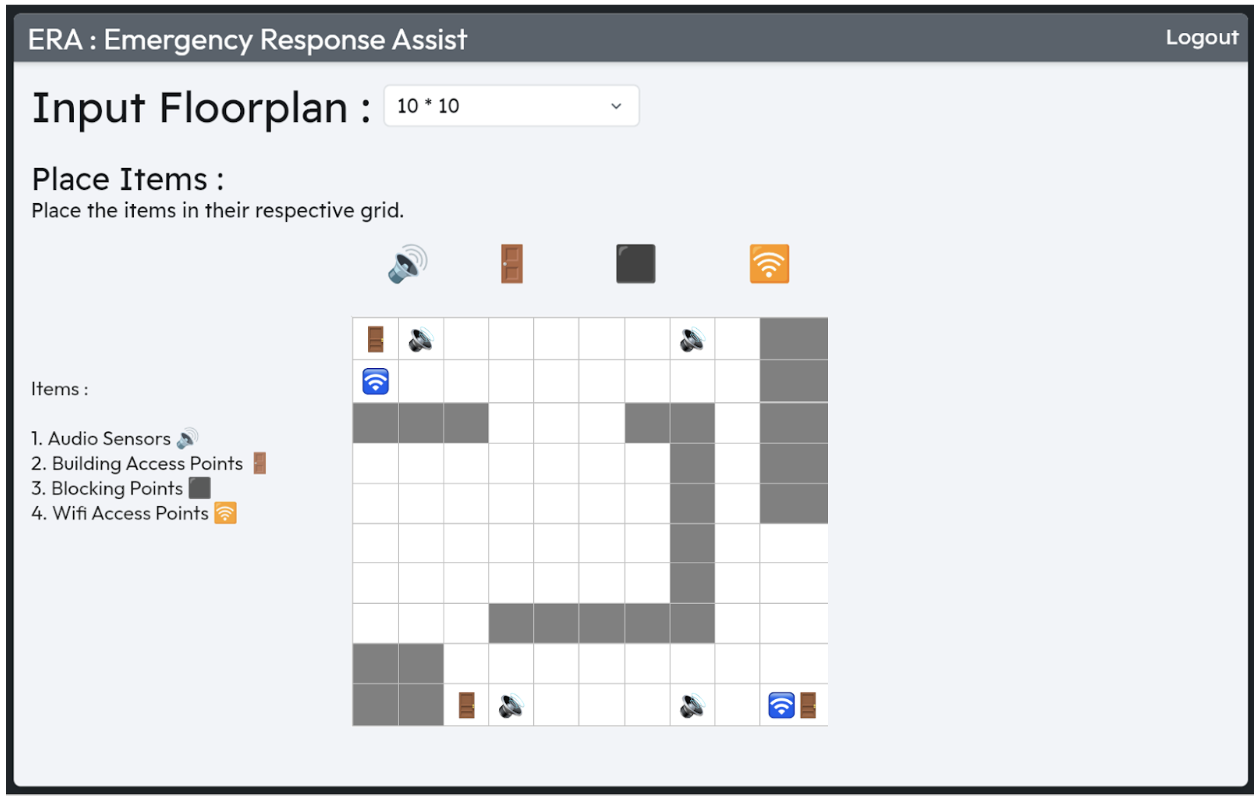 ERA : Emergency Response Assist
Logout
Input Floorplan :
10 * 10
Place Items :
Place the items in their respective grid.
Items :
1. Audio Sensors
2. Building Access Points
3. Blocking Points
4. Wifi Access Points